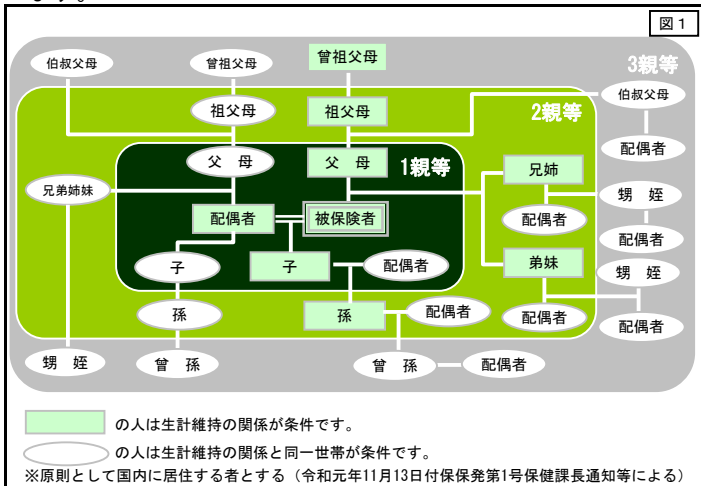 図１
伯叔父母
曾祖父母
曾祖父母
3親等
祖父母
祖父母
2親等
伯叔父母
父　母
父　母
1親等
配偶者
兄姉
兄弟姉妹
甥　姪
配偶者
被保険者
配偶者
配偶者
弟妹
甥　姪
子
子
配偶者
孫
孫
配偶者
配偶者
配偶者
甥　姪
曾　孫
曾　孫
配偶者
の人は生計維持の関係が条件です。
の人は生計維持の関係と同一世帯が条件です。
※原則として国内に居住する者とする（令和元年11月13日付保保発第1号保健課長通知等による）